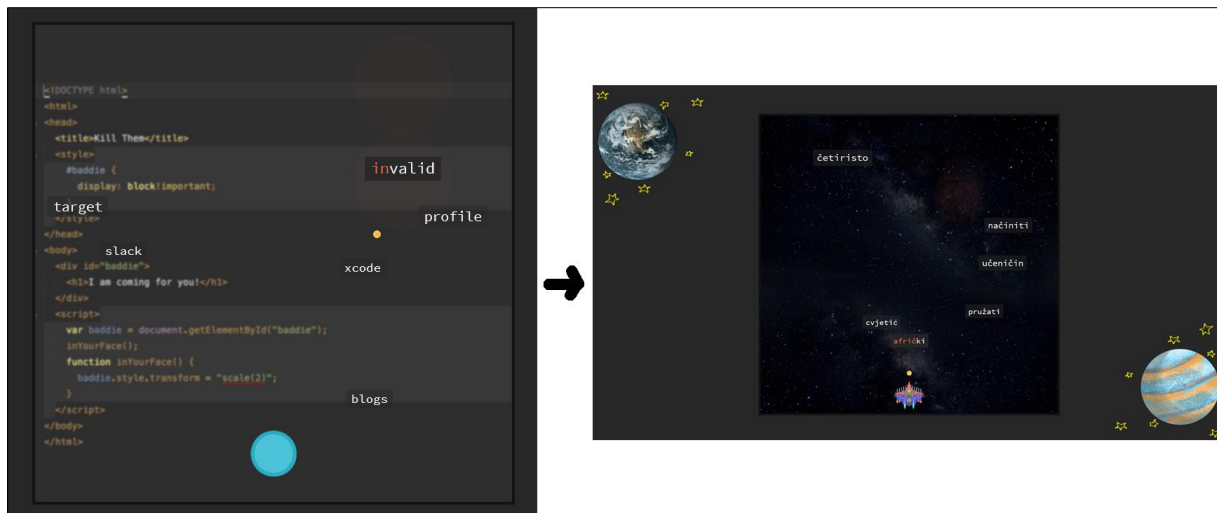 <!DOCTYPE html>
<html>
<head>
<title>Kill Them</title>
<style>
#baddie {
invalid
display: block!important;
target
profile
</style>
</head>
<body>
slack
<div id="baddie">
xcode
<h1>I am coming for you!</h1>
</div>
<script>
var baddie = document.getElementById("baddie");
inYourFace();
function inYourFace() {
baddie.style.transform = "scale(2)";
}
blogs
</script>
</body>
</html>
četiristo
načiniti
učeničin
pružati
cvjetić
afrički